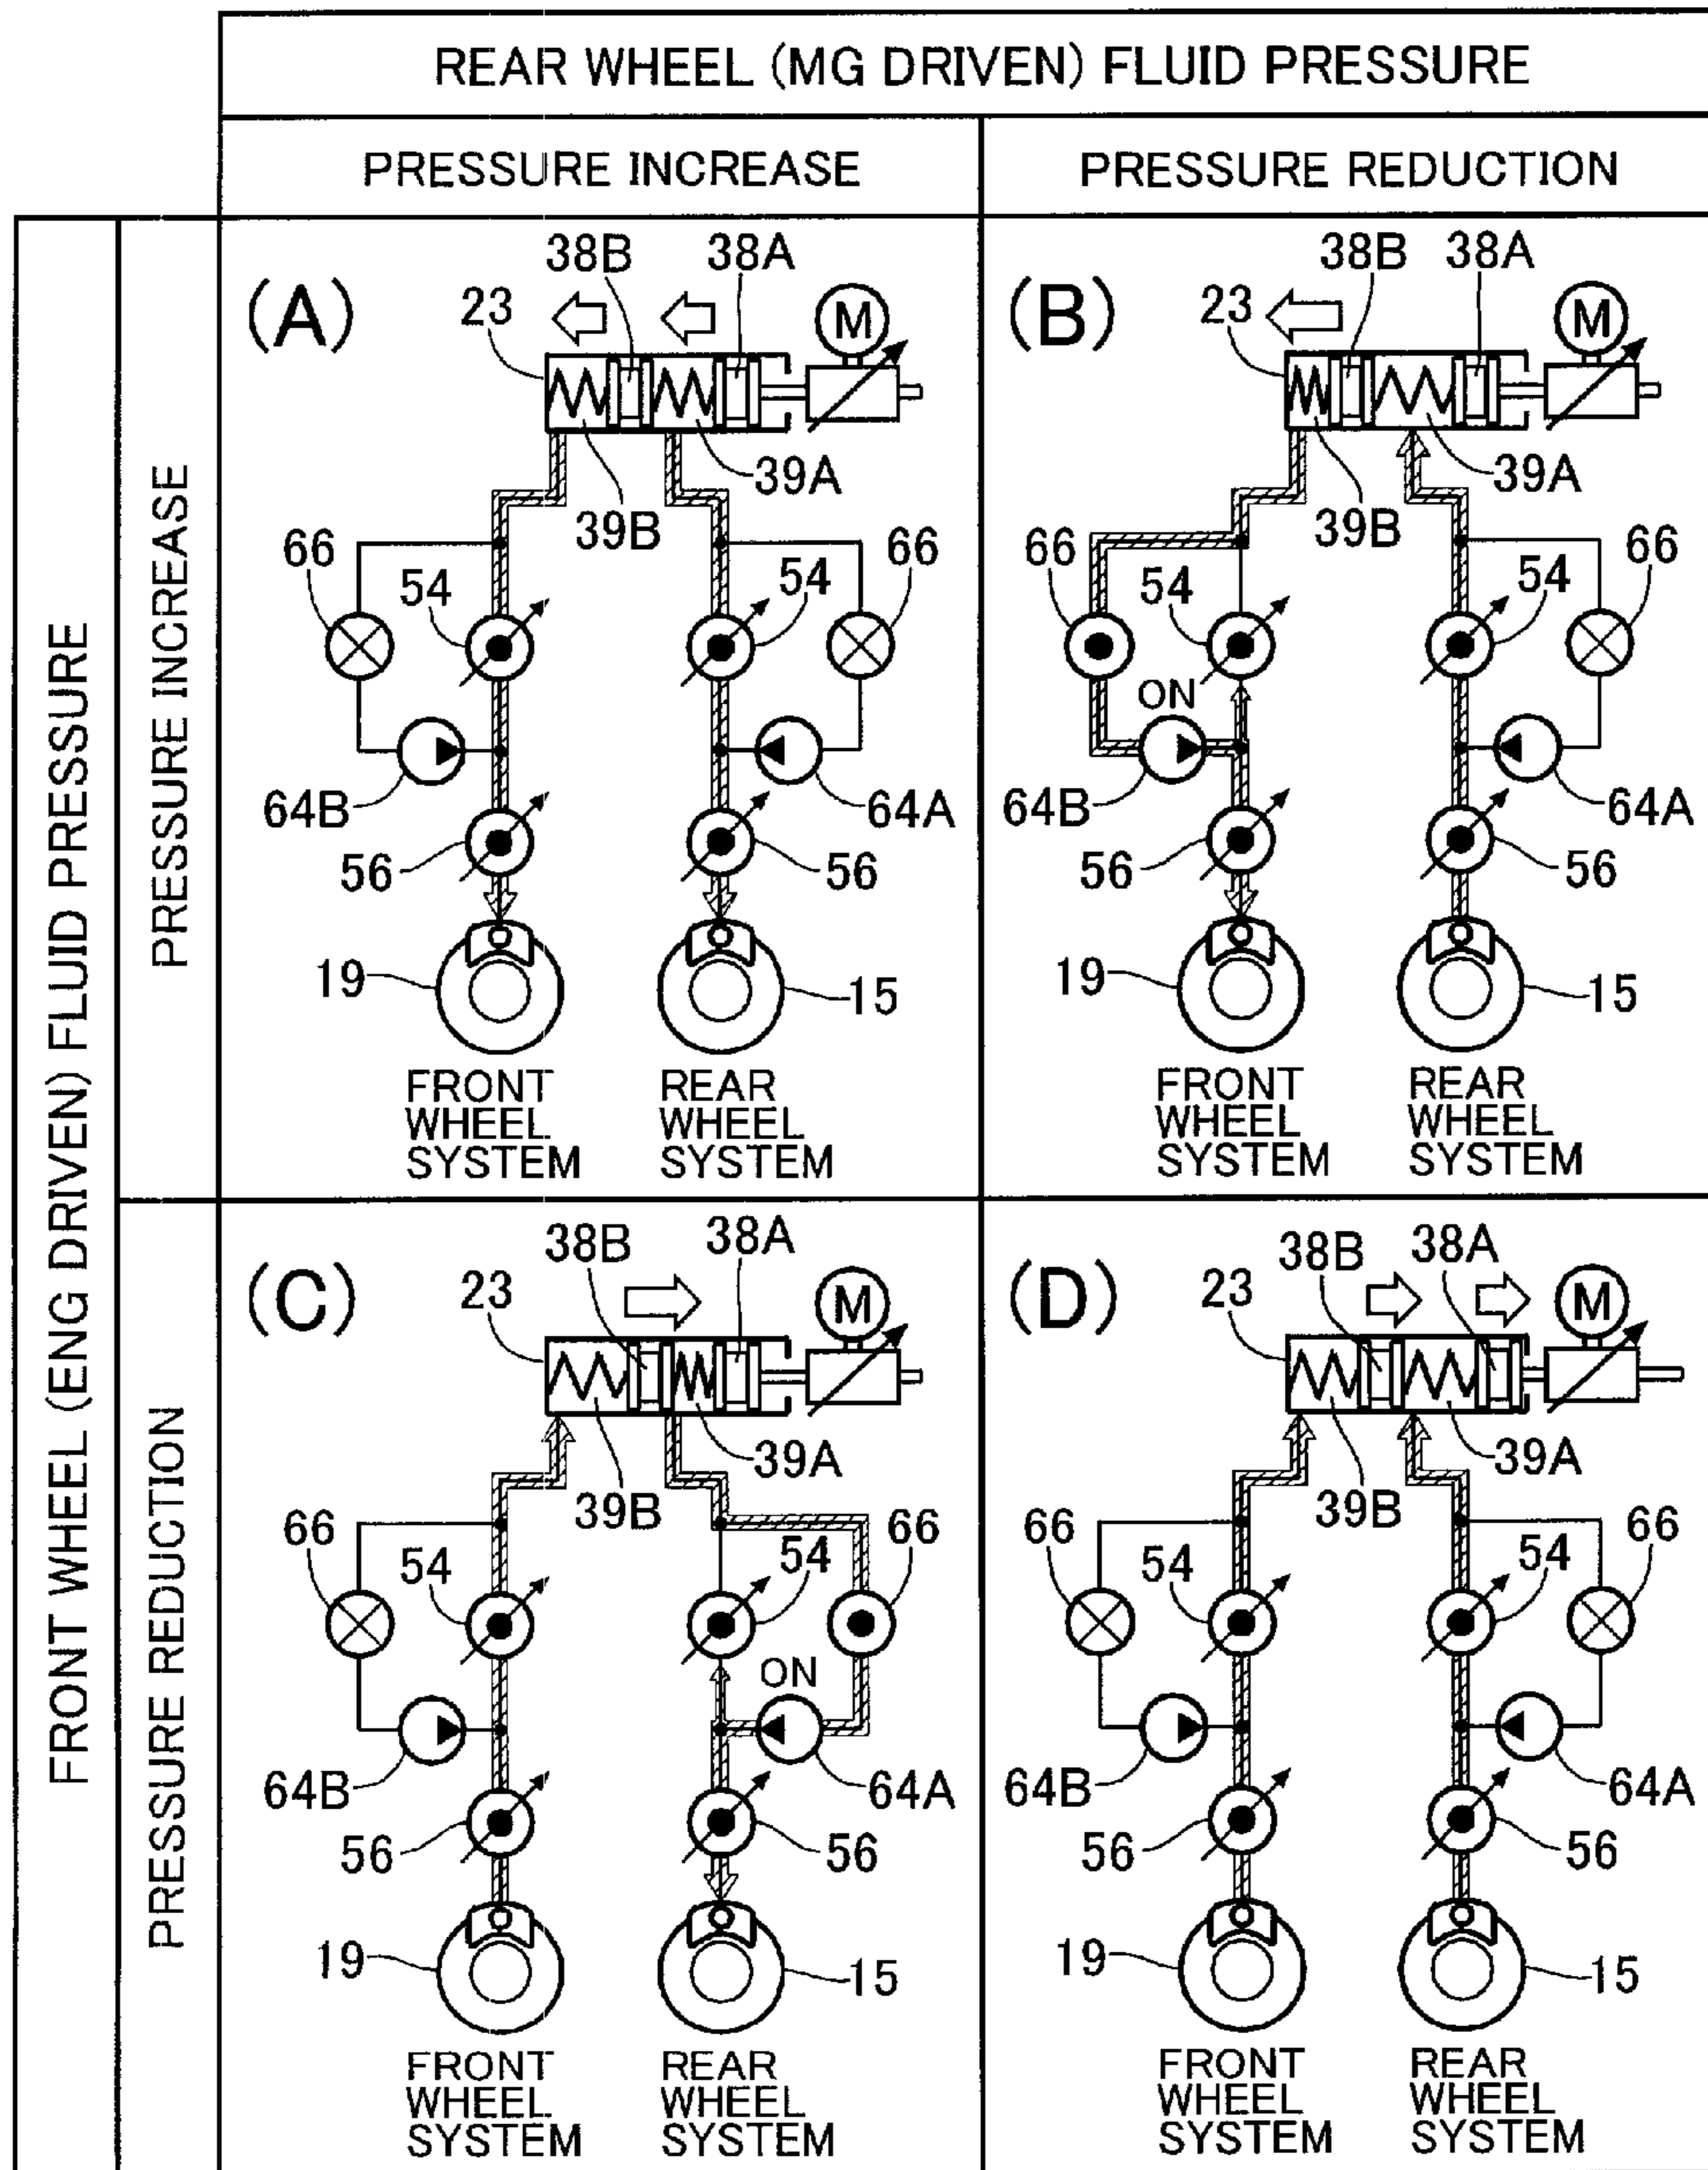 REAR WHEEL (MG DRIVEN) FLUID PRESSURE
PRESSURE INCREASE
PRESSURE REDUCTION
FRONT WHEEL (ENG DRIVEN) FLUID PRESSURE
PRESSURE INCREASE
(A)
38B
38A
23
M
39A
39B
66
54
54
66
64B
64A
56
56
19
15
FRONT
WHEEL
SYSTEM
REAR
WHEEL
SYSTEM
(B)
38B
38A
23
M
39A
39B
66
54
54
66
ON
64B
64A
56
56
19
15
FRONT
WHEEL
SYSTEM
REAR
WHEEL
SYSTEM
PRESSURE REDUCTION
(C)
38B
38A
23
M
39A
39B
66
54
54
66
ON
64B
64A
56
56
19
15
FRONT
WHEEL
SYSTEM
REAR
WHEEL
SYSTEM
(D)
38B
38A
23
M
39A
39B
66
54
54
66
64B
64A
56
56
19
15
FRONT
WHEEL
SYSTEM
REAR
WHEEL
SYSTEM